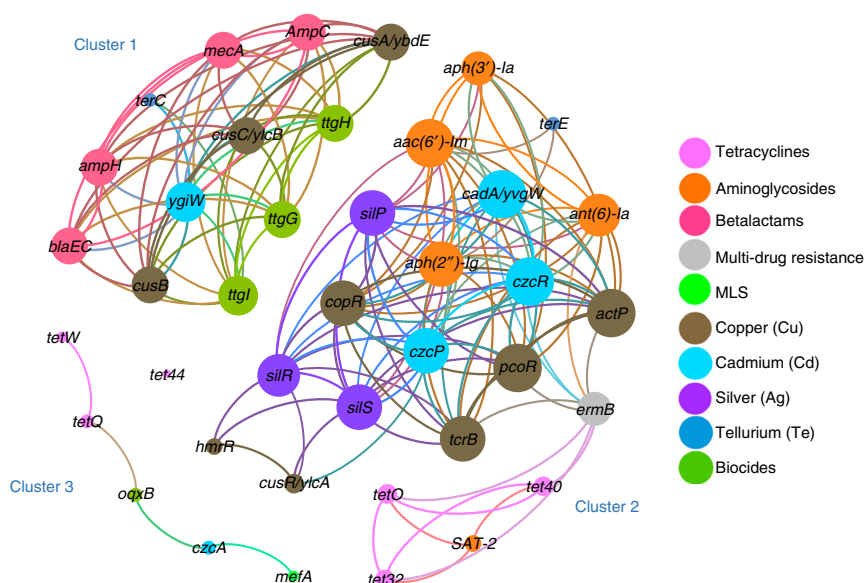 Cluster 1
mecA
AmpC
cusA/ybdE
terC
cusC/ylcB
ttgH
ampH
ygiW
ttgG
blaEC
cusB
ttgI
aph(3′)-Ia
aac(6′)-Im
terE
cadA/yvgW
silP
ant(6)-Ia
aph(2″)-Ig
czcR
copR
actP
czcP
pcoR
silR
silS
ermB
tcrB
hmrR
cusR/ylcA
tetW
tet44
tetQ
Cluster 3
oqxB
czcA
mefA
tetO
tet40
Cluster 2
SAT-2
tet32
Tetracyclines
Aminoglycosides
Betalactams
Multi-drug resistance
MLS
Copper (Cu)
Cadmium (Cd)
Silver (Ag)
Tellurium (Te)
Biocides